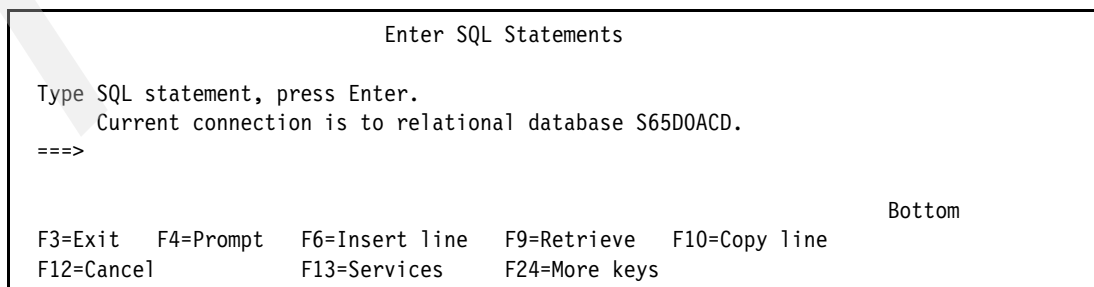 Enter SQL Statements
Type SQL statement, press Enter.
Current connection is to relational database S65D0ACD.
===>
Bottom
F3=Exit F4=Prompt F6=Insert line F9=Retrieve F10=Copy line
F12=Cancel F13=Services F24=More keys